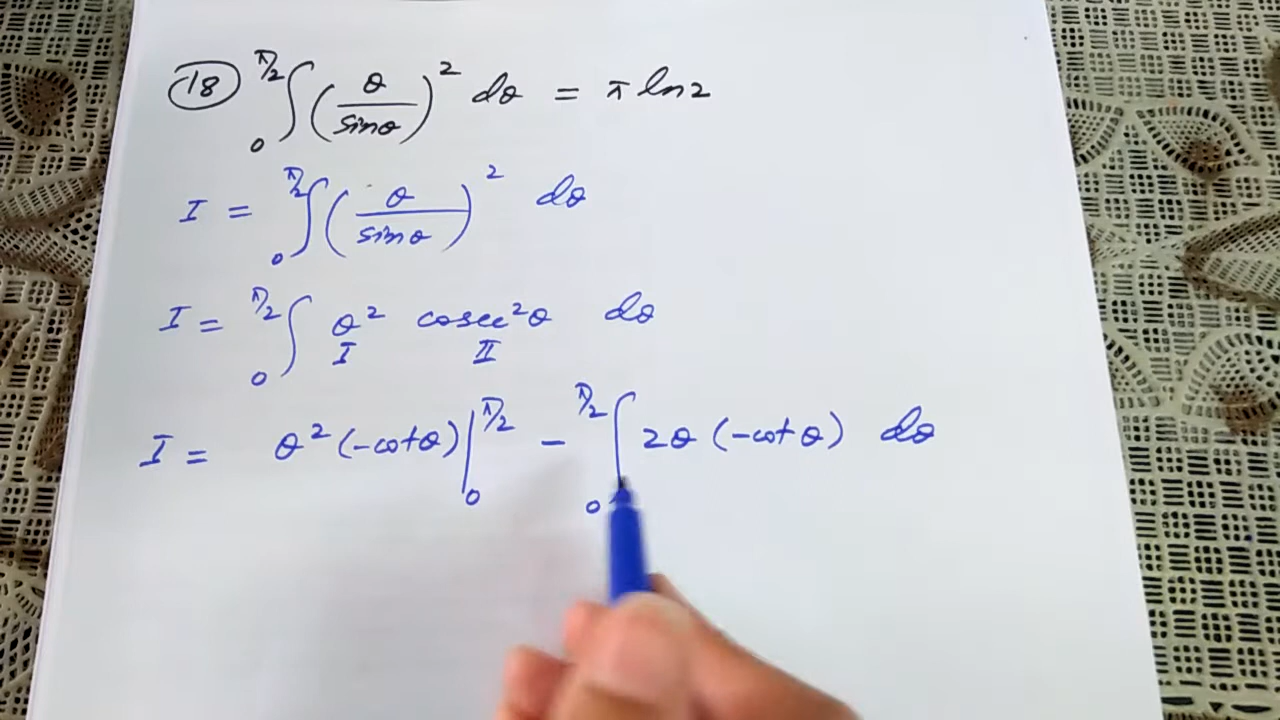 (18) π/2 ∫ 0 (θ/sinθ)² dθ = π ln2
I = π/2 ∫ 0 (θ/sinθ)² dθ
I = π/2 ∫ 0 θ² cosec²θ dθ
I II
I = θ² (-cotθ) | π/2 0 - π/2 ∫ 0 2θ (-cotθ) dθ